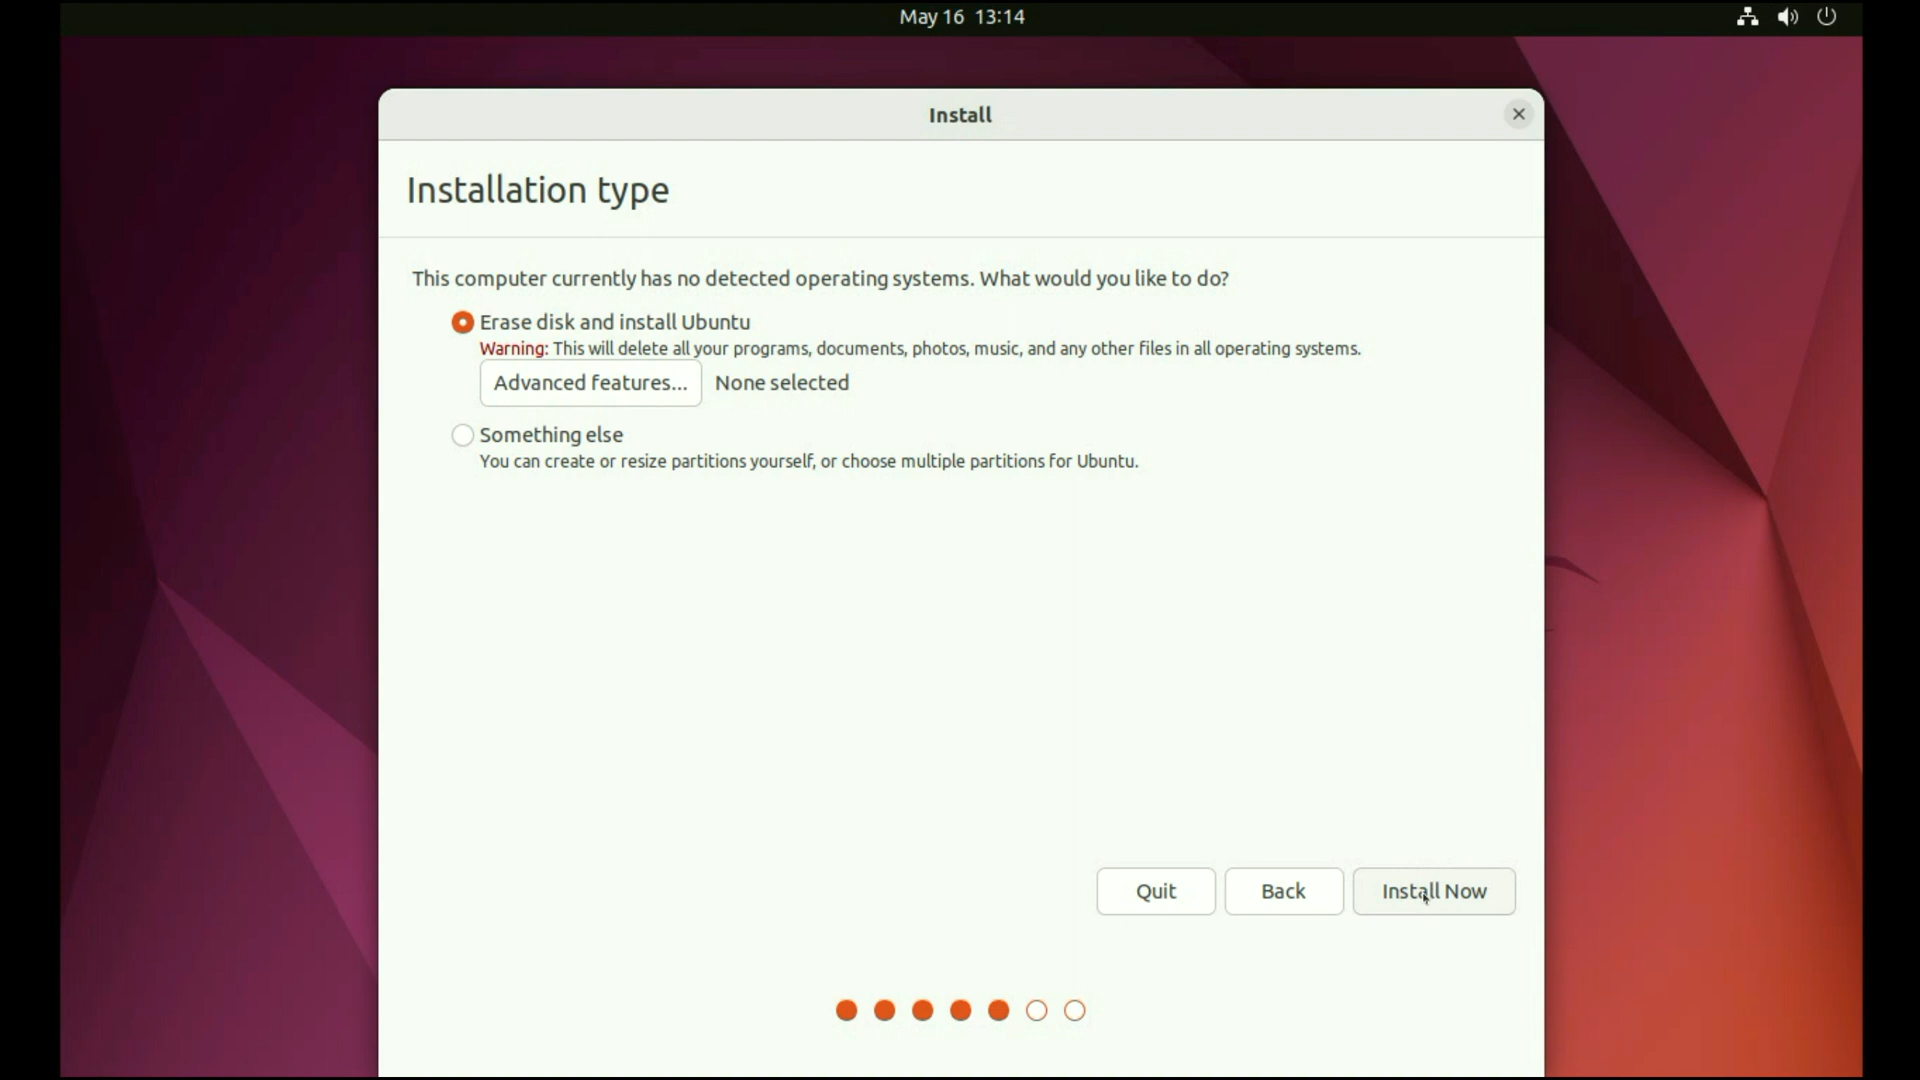 May 16 13:14
Install
Installation type
This computer currently has no detected operating systems. What would you like to do?
Erase disk and install Ubuntu
Warning: This will delete all your programs, documents, photos, music, and any other files in all operating systems.
Advanced features... None selected
Something else
You can create or resize partitions yourself, or choose multiple partitions for Ubuntu.
Quit Back Install Now